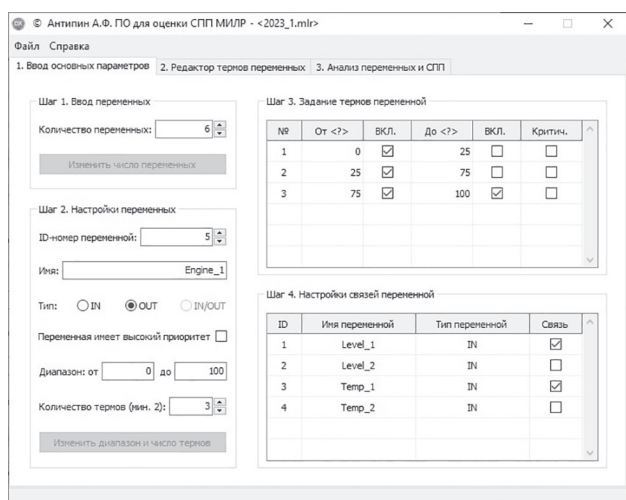 © Антипин А.Ф. ПО для оценки СПП МИЛР - <2023_1.mlr>
Файл Справка
1. Ввод основных параметров 2. Редактор термов переменных 3. Анализ переменных и СПП
Шаг 1. Ввод переменных
Количество переменных: 6
Изменить число переменных
Шаг 2. Настройки переменных
ID-номер переменной: 5
Имя: Engine_1
Тип: IN OUT IN/OUT
Переменная имеет высокий приоритет
Диапазон: от 0 до 100
Количество термов (мин. 2): 3
Изменить диапазон и число термов
Шаг 3. Задание термов переменной
№ От <?> ВКЛ. До <?> ВКЛ. Критич.
1 0 25
2 25 75
3 75 100
Шаг 4. Настройки связей переменной
ID Имя переменной Тип переменной Связь
1 Level_1 IN
2 Level_2 IN
3 Temp_1 IN
4 Temp_2 IN